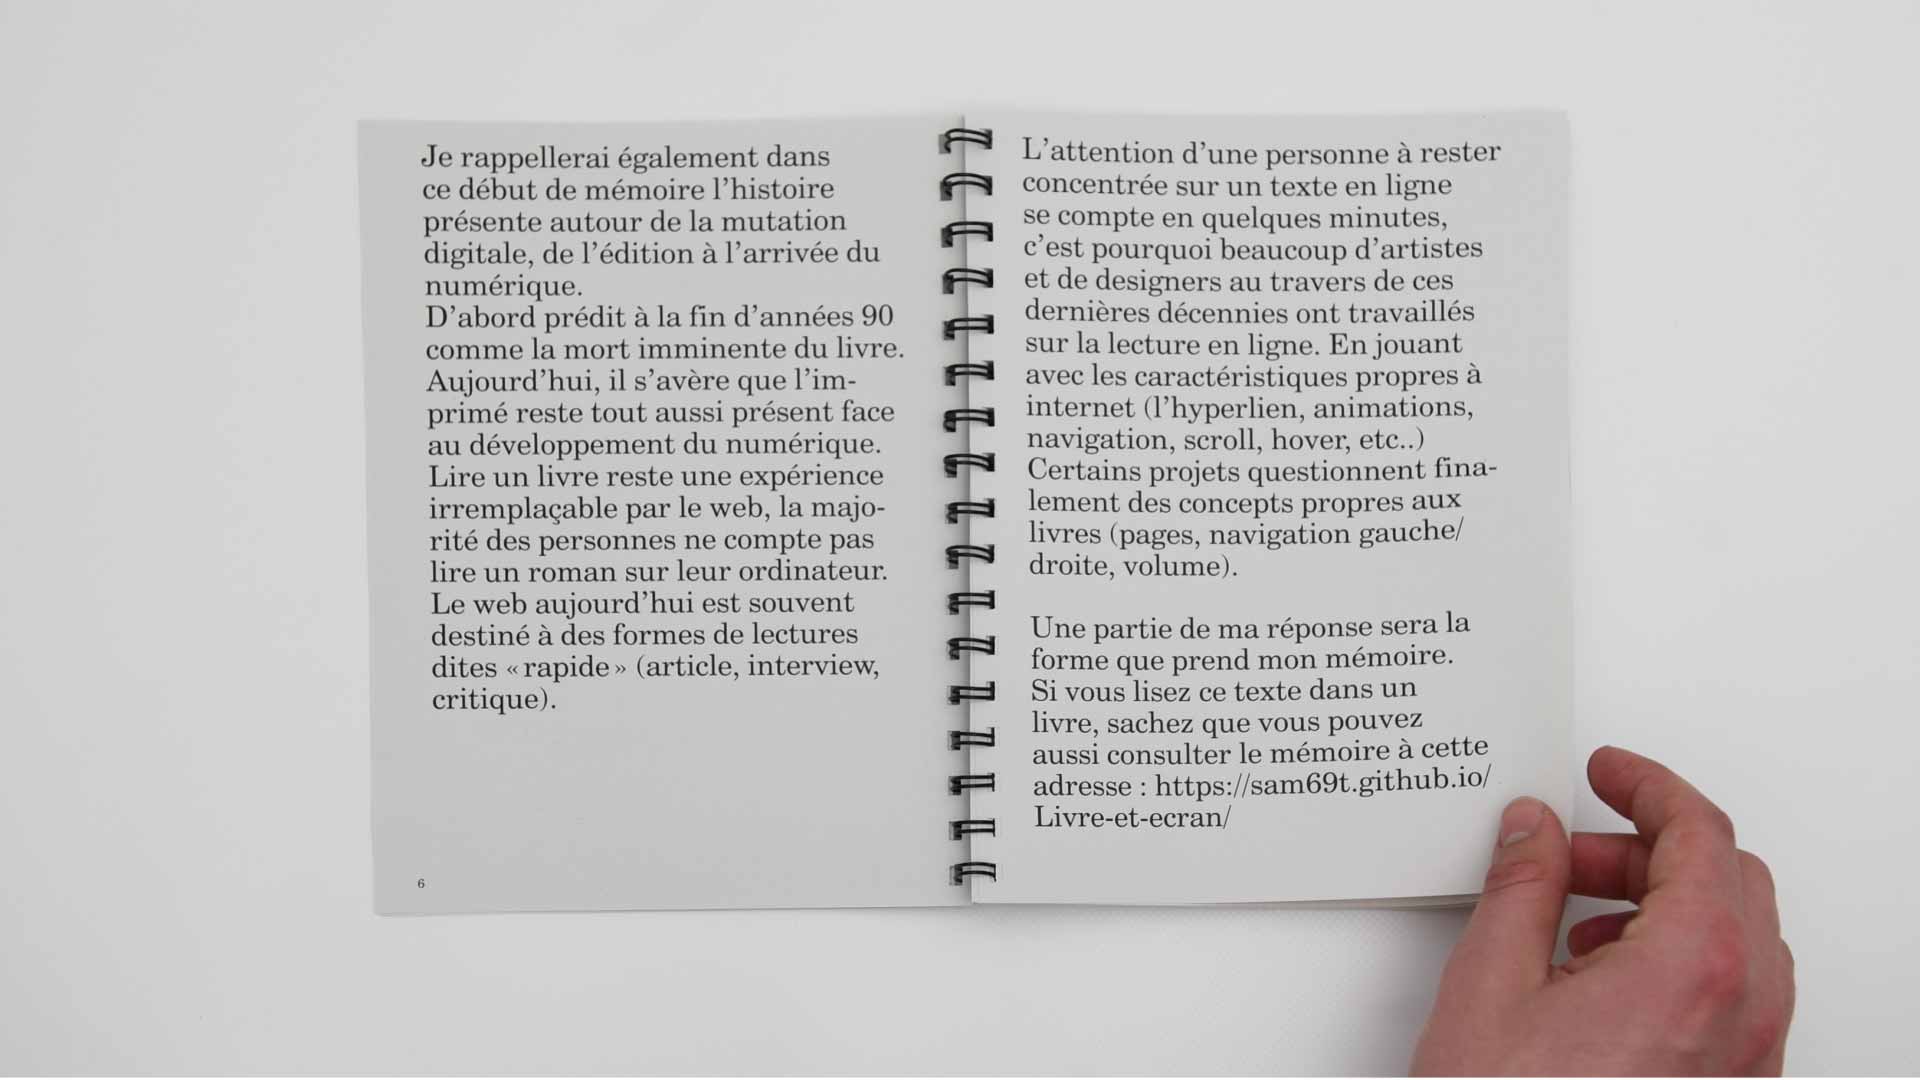 Je rappellerai également dans
ce début de mémoire l’histoire
présente autour de la mutation
digitale, de l’édition à l’arrivée du
numérique.
D’abord prédit à la fin d’années 90
comme la mort imminente du livre.
Aujourd’hui, il s’avère que l’im-
primé reste tout aussi présent face
au développement du numérique.
Lire un livre reste une expérience
irremplaçable par le web, la majo-
rité des personnes ne compte pas
lire un roman sur leur ordinateur.
Le web aujourd’hui est souvent
destiné à des formes de lectures
dites « rapide » (article, interview,
critique).
6
L’attention d’une personne à rester
concentrée sur un texte en ligne
se compte en quelques minutes,
c’est pourquoi beaucoup d’artistes
et de designers au travers de ces
dernières décennies ont travaillés
sur la lecture en ligne. En jouant
avec les caractéristiques propres à
internet (l’hyperlien, animations,
navigation, scroll, hover, etc..)
Certains projets questionnent fina-
lement des concepts propres aux
livres (pages, navigation gauche/
droite, volume).
Une partie de ma réponse sera la
forme que prend mon mémoire.
Si vous lisez ce texte dans un
livre, sachez que vous pouvez
aussi consulter le mémoire à cette
adresse : https://sam69t.github.io/
Livre-et-ecran/